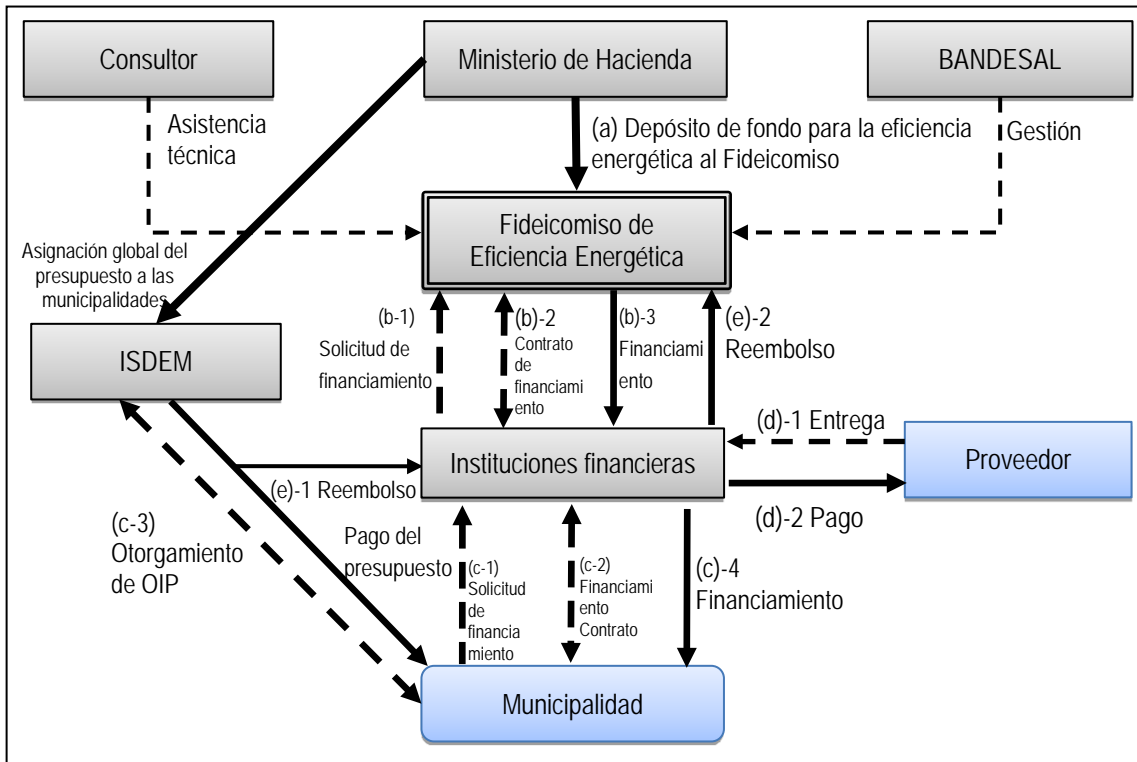 Consultor
Ministerio de Hacienda
BANDESAL
Asistencia
técnica
(a) Depósito de fondo para la eficiencia
energética al Fideicomiso
Gestión
Fideicomiso de
Eficiencia Energética
Asignación global del
presupuesto a las
municipalidades
ISDEM
(b-1)
Solicitud de
financiamiento
(b)-2
Contrato
de
financiami
ento
(b)-3
Financiami
ento
(e)-2
Reembolso
(d)-1 Entrega
Proveedor
Instituciones financieras
(e)-1 Reembolso
(d)-2 Pago
(c-3)
Otorgamiento
de OIP
Pago del
presupuesto
(c-1)
Solicitud
de
financia
miento
(c-2)
Financiami
ento
Contrato
(c)-4
Financiamiento
Municipalidad